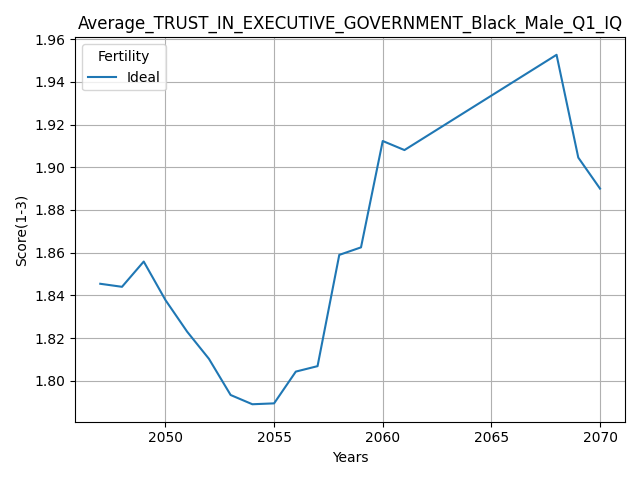 Average_TRUST_IN_EXECUTIVE_GOVERNMENT_Black_Male_Q1_IQ
Fertility
Ideal
Score(1-3)
1.96
1.94
1.92
1.90
1.88
1.86
1.84
1.82
1.80
2050 2055 2060 2065 2070
Years